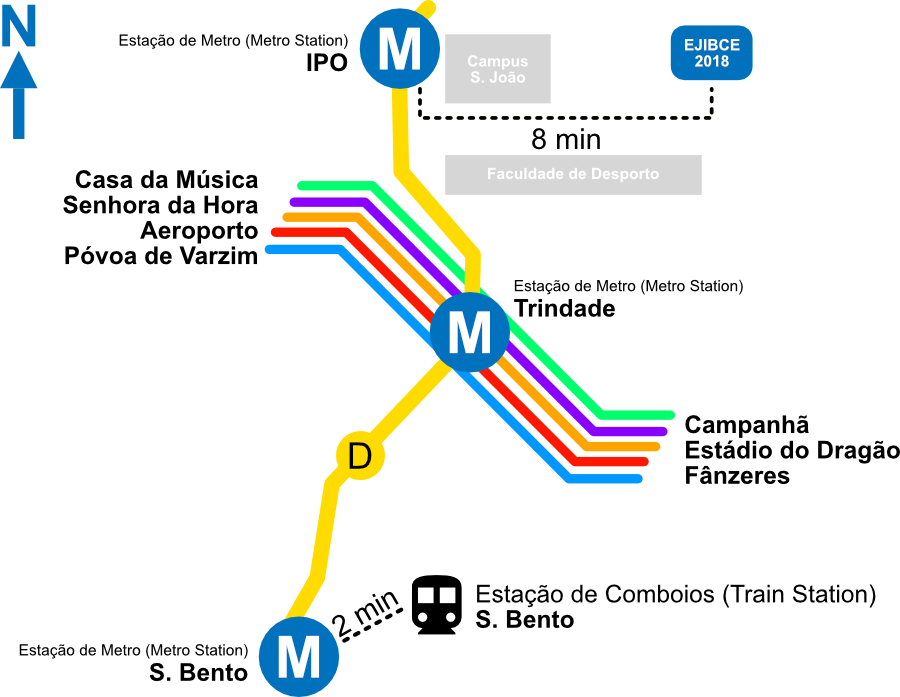 N
Estação de Metro (Metro Station)
IPO
M
Campus
S. João
EJIBCE
2018
8 min
Faculdade de Desporto
Casa da Música
Senhora da Hora
Aeroporto
Póvoa de Varzim
Estação de Metro (Metro Station)
Trindade
M
Campanhã
Estádio do Dragão
Fânzeres
D
2 min
Estação de Comboios (Train Station)
S. Bento
Estação de Metro (Metro Station)
S. Bento
M